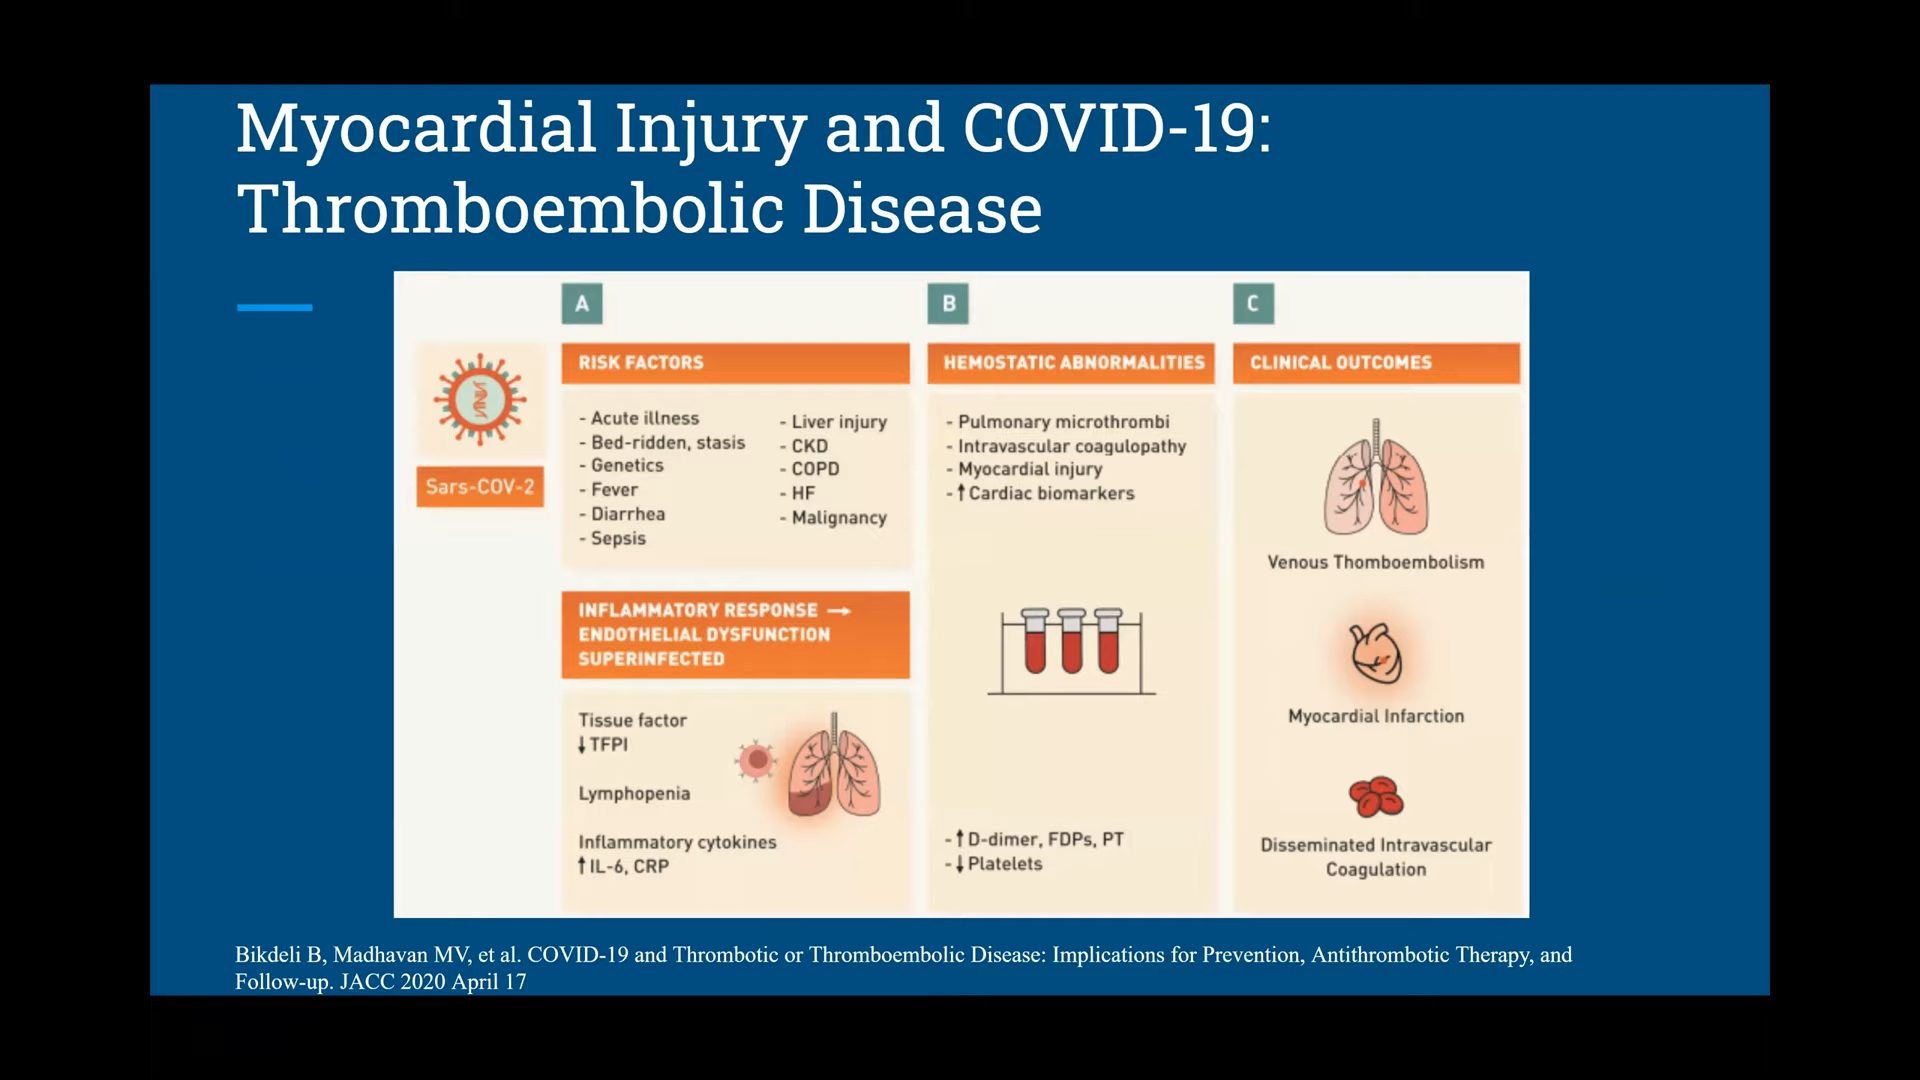 Myocardial Injury and COVID-19:
Thromboembolic Disease
Sars-COV-2
A
RISK FACTORS
- Acute illness
- Bed-ridden, stasis
- Genetics
- Fever
- Diarrhea
- Sepsis
- Liver injury
- CKD
- COPD
- HF
- Malignancy
INFLAMMATORY RESPONSE →
ENDOTHELIAL DYSFUNCTION
SUPERINFECTED
Tissue factor
↓TFPI
Lymphopenia
Inflammatory cytokines
↑IL-6, CRP
B
HEMOSTATIC ABNORMALITIES
- Pulmonary microthrombi
- Intravascular coagulopathy
- Myocardial injury
- ↑Cardiac biomarkers
- ↑D-dimer, FDPs, PT
- ↓Platelets
C
CLINICAL OUTCOMES
Venous Thomboembolism
Myocardial Infarction
Disseminated Intravascular
Coagulation
Bikdeli B, Madhavan MV, et al. COVID-19 and Thrombotic or Thromboembolic Disease: Implications for Prevention, Antithrombotic Therapy, and
Follow-up. JACC 2020 April 17